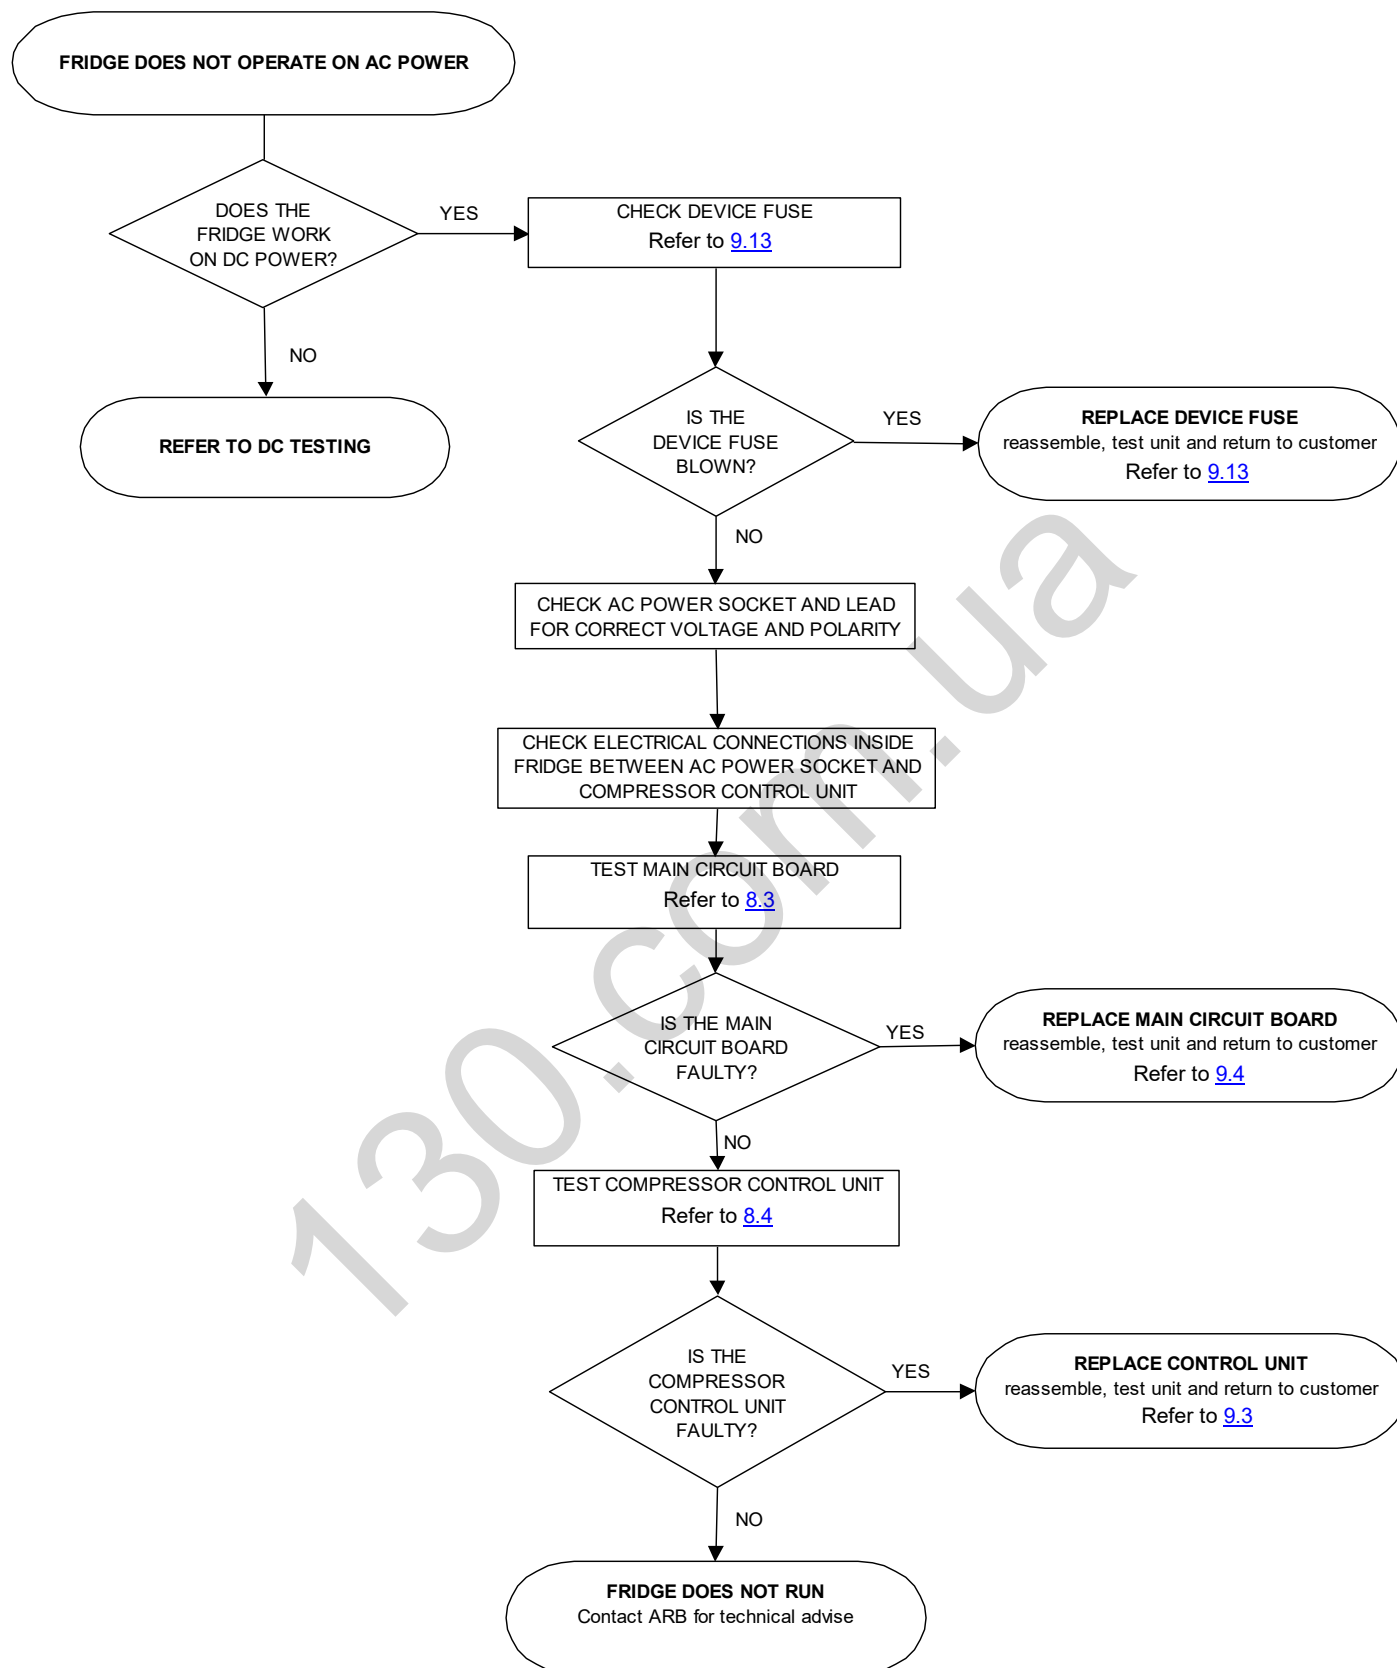 FRIDGE DOES NOT OPERATE ON AC POWER
DOES THE
FRIDGE WORK
ON DC POWER?
YES
NO
REFER TO DC TESTING
CHECK DEVICE FUSE
Refer to 9.13
IS THE
DEVICE FUSE
BLOWN?
YES
REPLACE DEVICE FUSE
reassemble, test unit and return to customer
Refer to 9.13
NO
CHECK AC POWER SOCKET AND LEAD
FOR CORRECT VOLTAGE AND POLARITY
CHECK ELECTRICAL CONNECTIONS INSIDE
FRIDGE BETWEEN AC POWER SOCKET AND
COMPRESSOR CONTROL UNIT
TEST MAIN CIRCUIT BOARD
Refer to 8.3
IS THE MAIN
CIRCUIT BOARD
FAULTY?
YES
REPLACE MAIN CIRCUIT BOARD
reassemble, test unit and return to customer
Refer to 9.4
NO
TEST COMPRESSOR CONTROL UNIT
Refer to 8.4
IS THE
COMPRESSOR
CONTROL UNIT
FAULTY?
YES
REPLACE CONTROL UNIT
reassemble, test unit and return to customer
Refer to 9.3
NO
FRIDGE DOES NOT RUN
Contact ARB for technical advise
130.com.ua